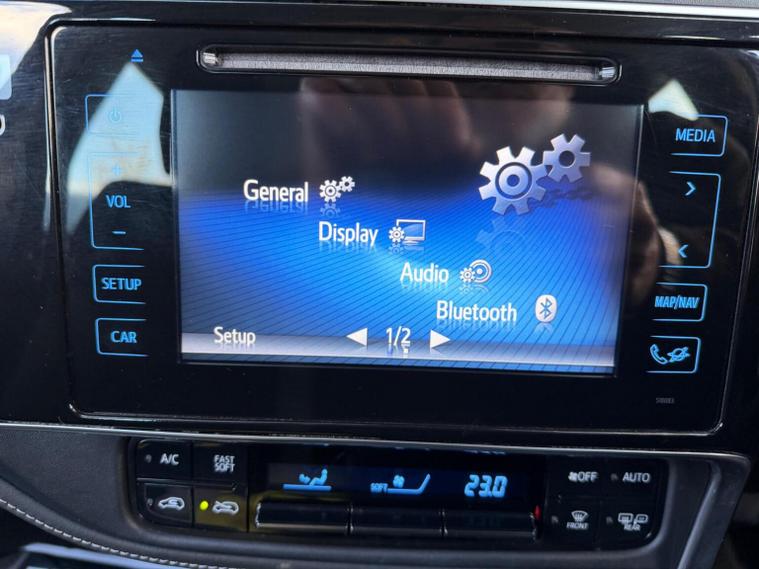 MEDIA
VOL
SETUP
CAR
MAP/NAV
General
Display
Audio
Bluetooth
Setup
1/2
A/C
FAST
SOFT
SOFT
23.0
OFF
AUTO
FRONT
REAR